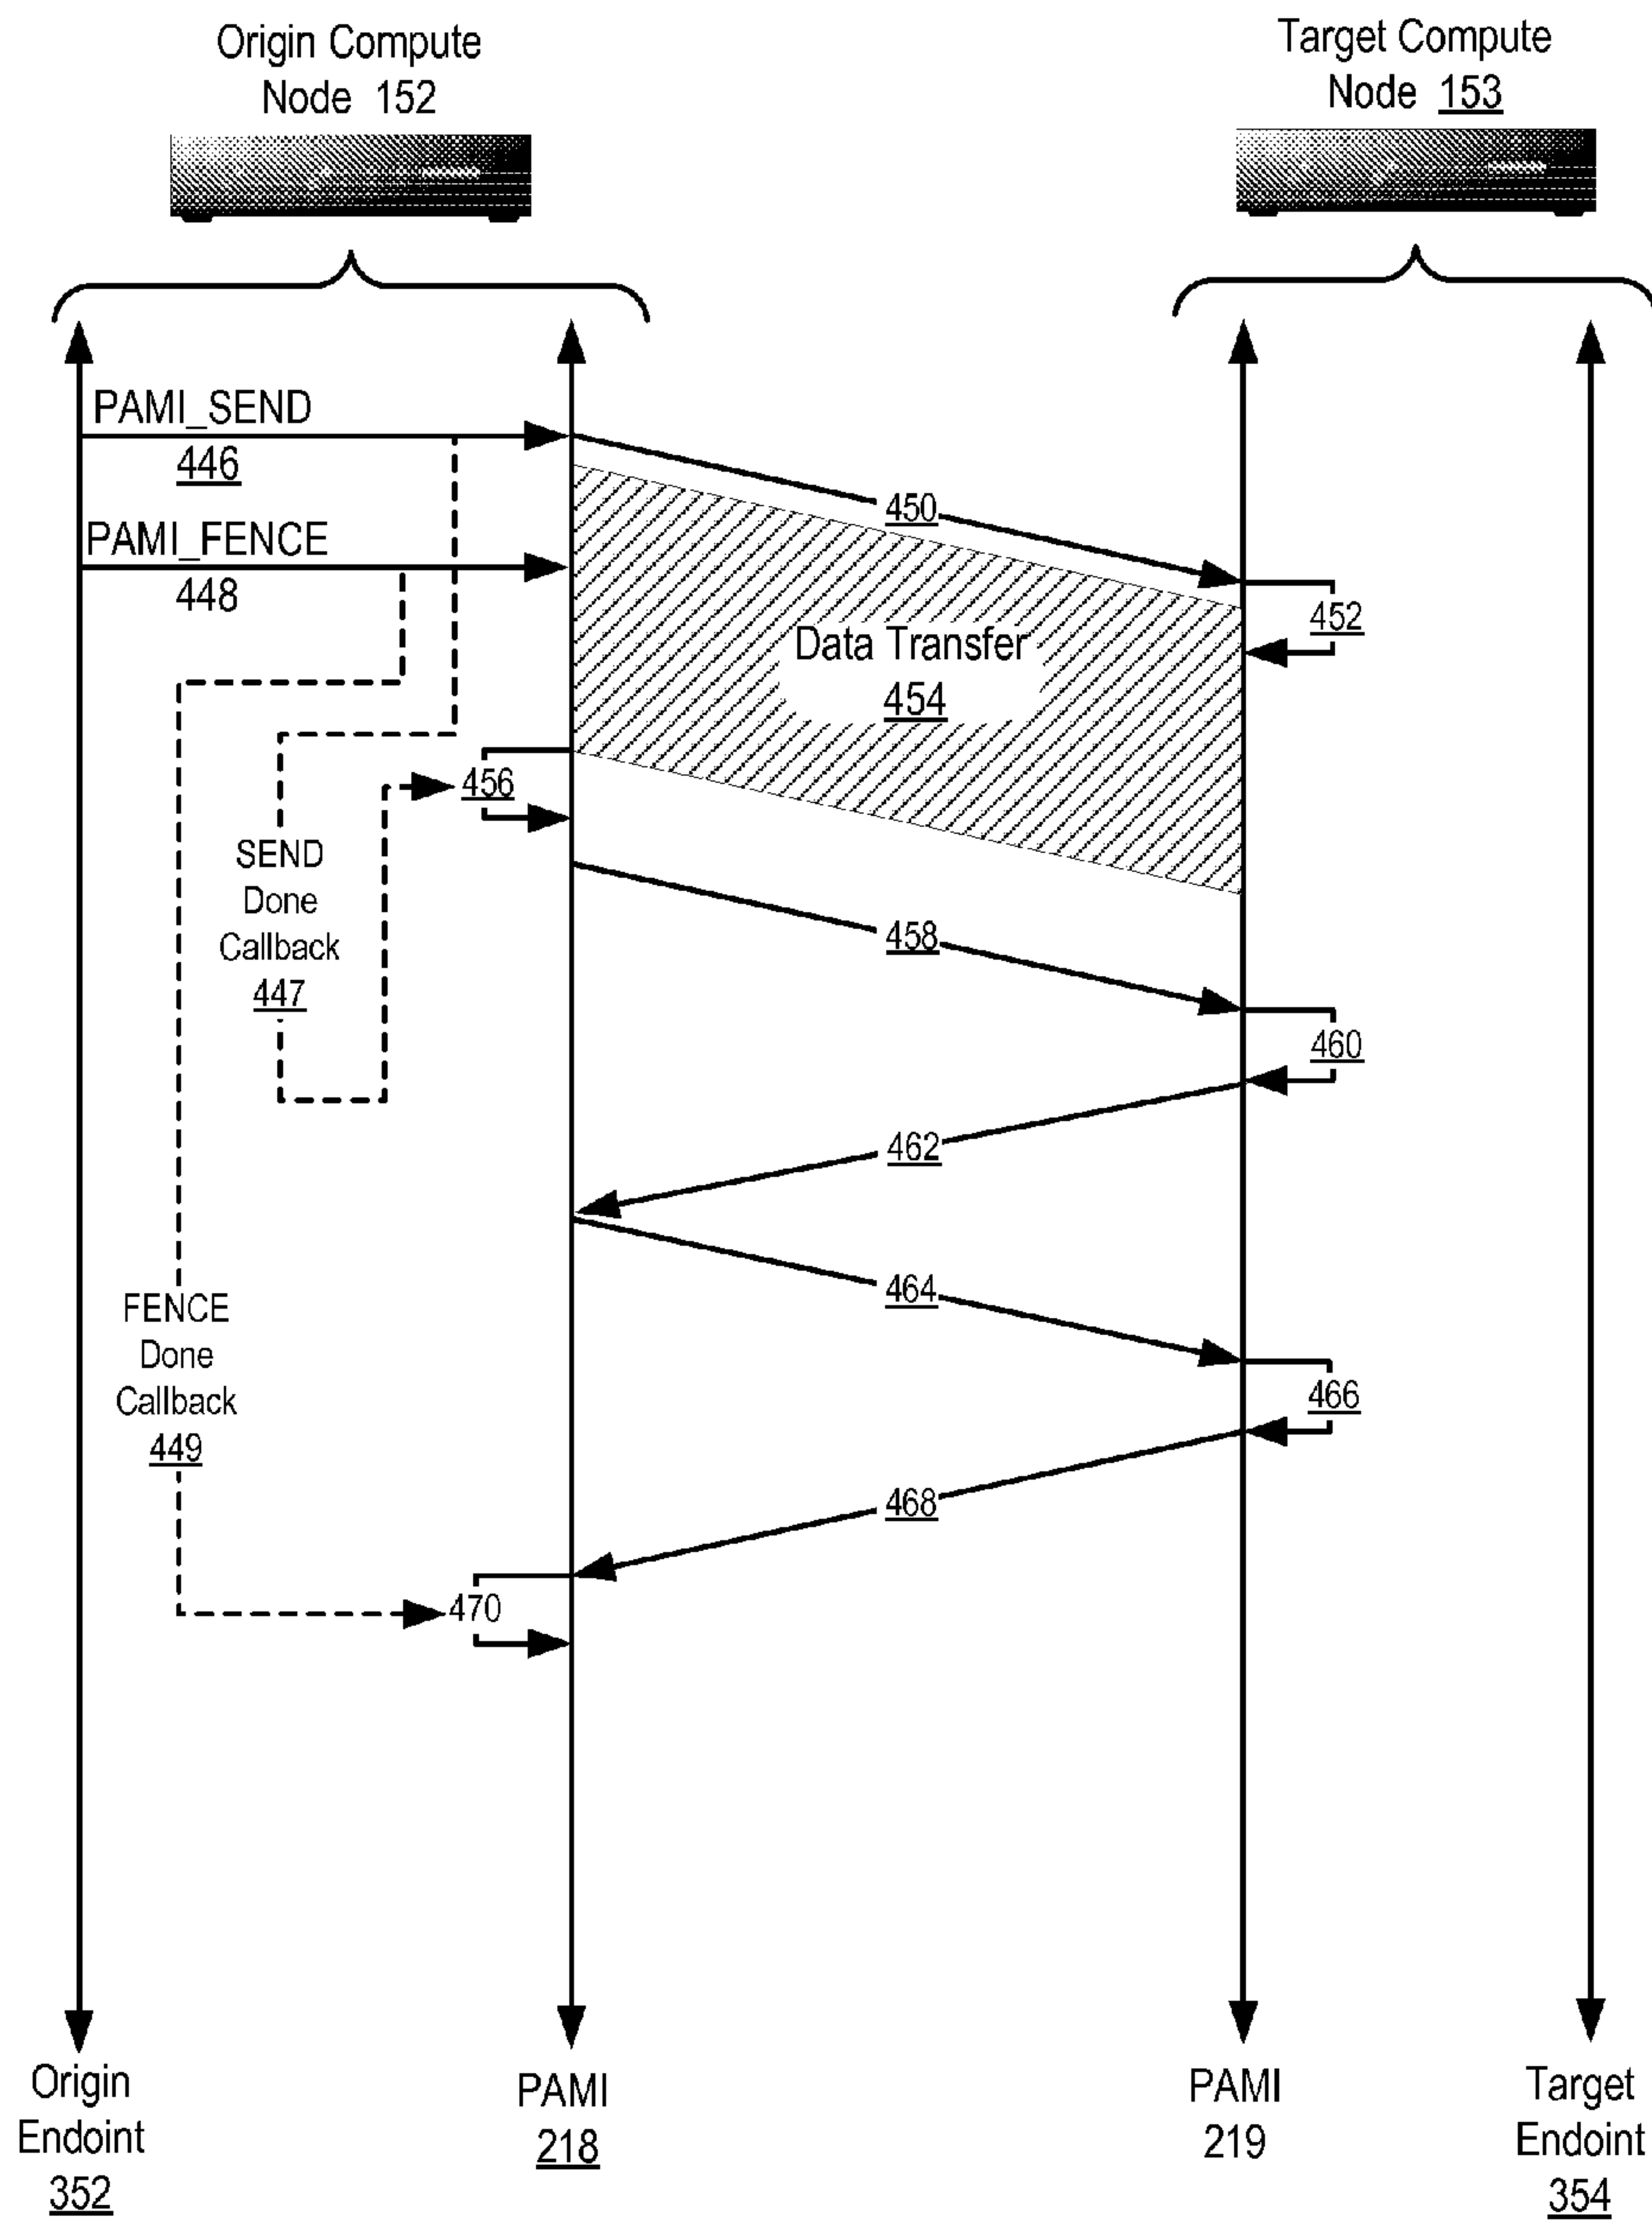 Origin Compute
Node 152
Target Compute
Node 153
PAMI_SEND
446
450
PAMI_FENCE
448
452
Data Transfer
454
456
SEND
Done
Callback
447
458
460
462
464
FENCE
Done
Callback
449
466
468
470
Origin
Endoint
352
PAMI
218
PAMI
219
Target
Endoint
354